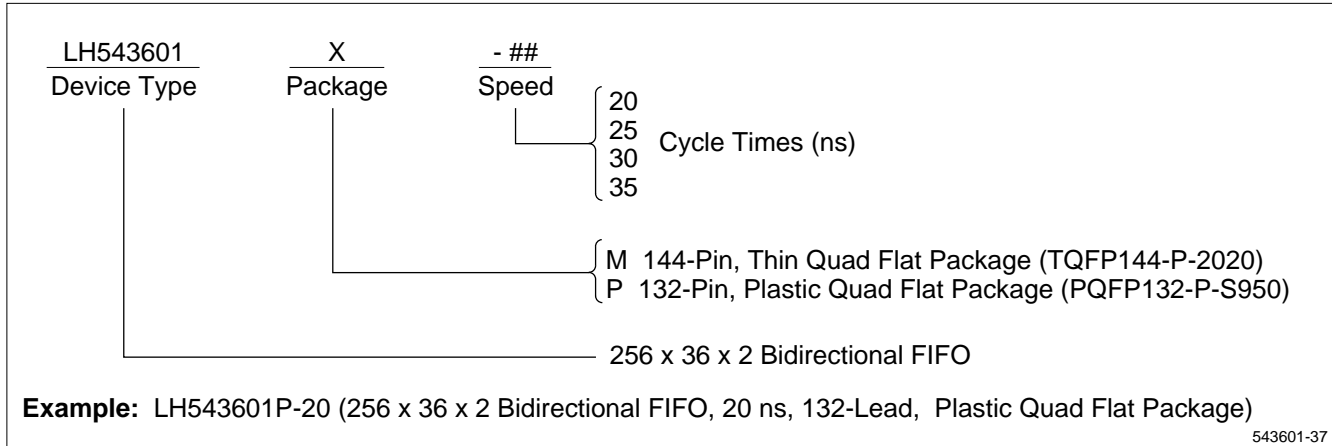 LH543601 X - ##
Device Type Package Speed
20
25
30
35
Cycle Times (ns)
M 144-Pin, Thin Quad Flat Package (TQFP144-P-2020)
P 132-Pin, Plastic Quad Flat Package (PQFP132-P-S950)
256 x 36 x 2 Bidirectional FIFO
Example: LH543601P-20 (256 x 36 x 2 Bidirectional FIFO, 20 ns, 132-Lead, Plastic Quad Flat Package)
543601-37